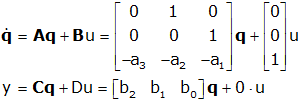 q̇ = Aq + Bu = [0 1 0; 0 0 1; −a₃ −a₂ −a₁] q + [0; 0; 1] u
y = Cq + Du = [b₂ b₁ b₀] q + 0 · u